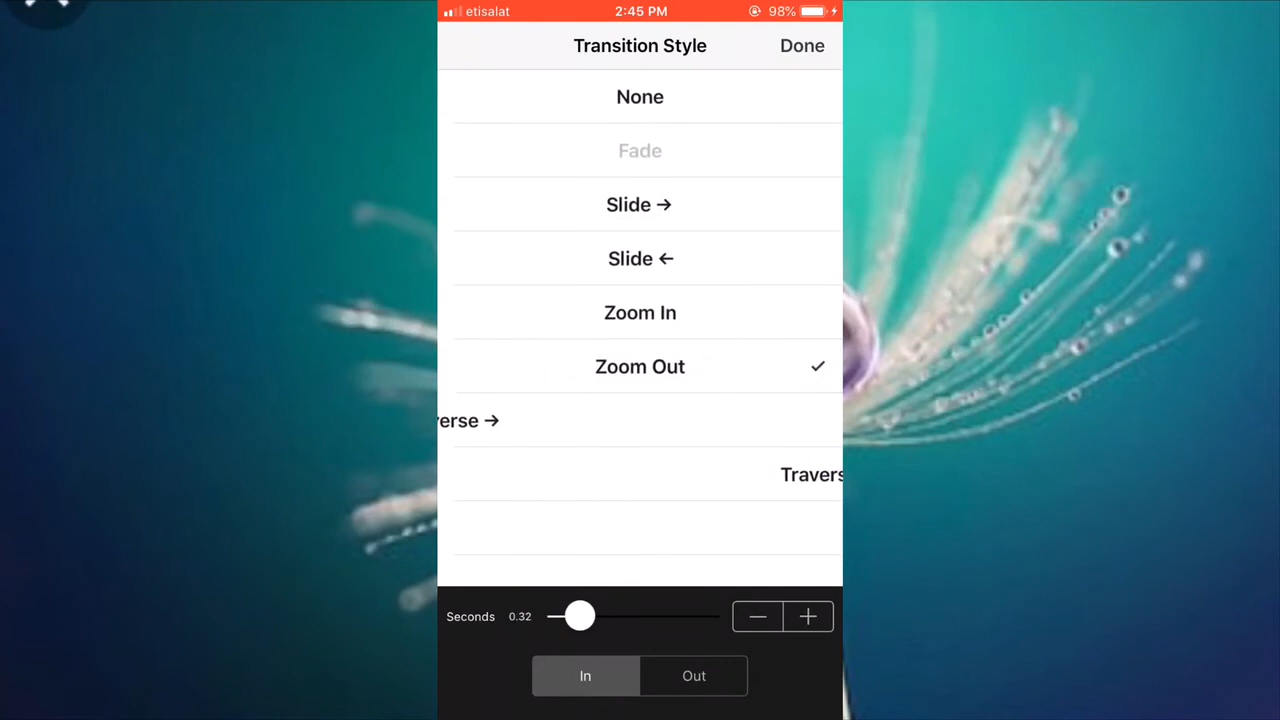 etisalat 2:45 PM 98%
Transition Style Done
None
Fade
Slide →
Slide ←
Zoom In
Zoom Out ✓
verse →
Travers
Seconds 0.32
In Out